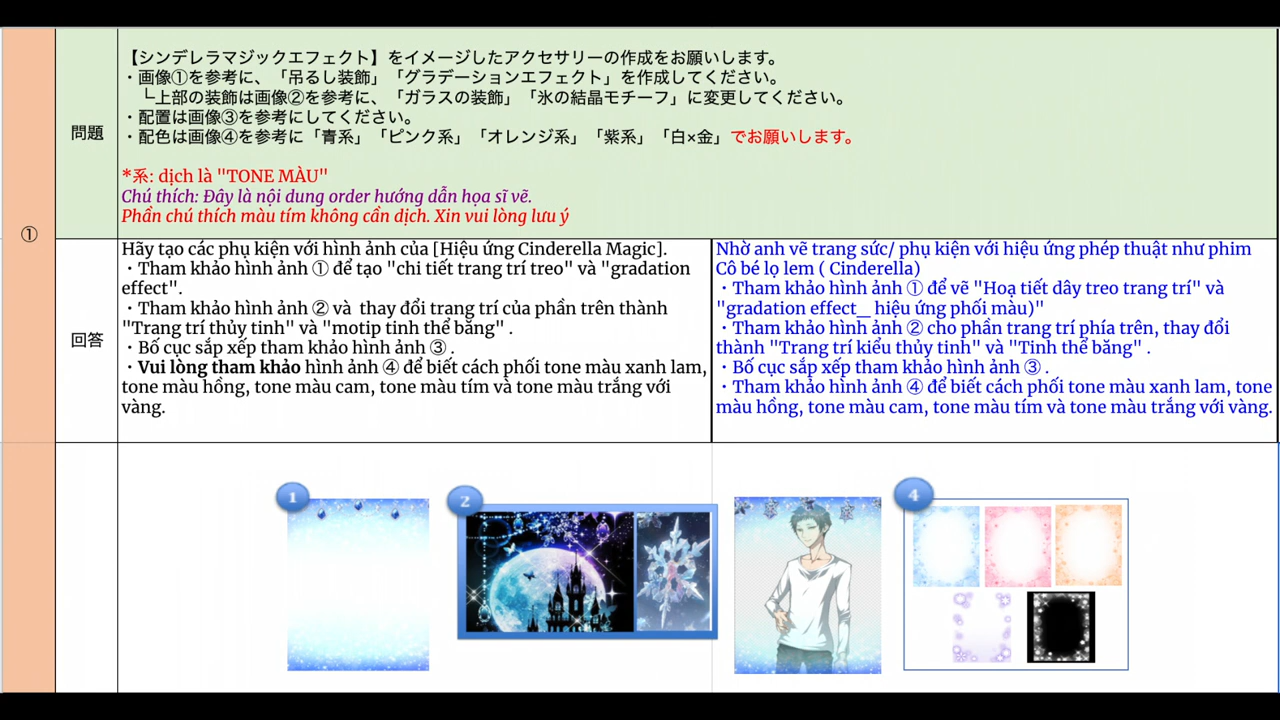 ①
問題
【シンデレラマジックエフェクト】をイメージしたアクセサリーの作成をお願いします。
・画像①を参考に、「吊るし装飾」「グラデーションエフェクト」を作成してください。
└上部の装飾は画像②を参考に、「ガラスの装飾」「氷の結晶モチーフ」に変更してください。
・配置は画像③を参考にしてください。
・配色は画像④を参考に「青系」「ピンク系」「オレンジ系」「紫系」「白×金」でお願いします。
*系: dịch là "TONE MÀU"
Chú thích: Đây là nội dung order hướng dẫn họa sĩ vẽ.
Phần chú thích màu tím không cần dịch. Xin vui lòng lưu ý
回答
Hãy tạo các phụ kiện với hình ảnh của [Hiệu ứng Cinderella Magic].
・Tham khảo hình ảnh ① để tạo "chi tiết trang trí treo" và "gradation
effect".
・Tham khảo hình ảnh ② và thay đổi trang trí của phần trên thành
"Trang trí thủy tinh" và "motip tinh thể băng" .
・Bố cục sắp xếp tham khảo hình ảnh ③ .
・Vui lòng tham khảo hình ảnh ④ để biết cách phối tone màu xanh lam,
tone màu hồng, tone màu cam, tone màu tím và tone màu trắng với
vàng.
Nhờ anh vẽ trang sức/ phụ kiện với hiệu ứng phép thuật như phim
Cô bé lọ lem ( Cinderella)
・Tham khảo hình ảnh ① để vẽ "Hoạ tiết dây treo trang trí" và
"gradation effect_ hiệu ứng phối màu)"
・Tham khảo hình ảnh ② cho phần trang trí phía trên, thay đổi
thành "Trang trí kiểu thủy tinh" và "Tinh thể băng" .
・Bố cục sắp xếp tham khảo hình ảnh ③ .
・Tham khảo hình ảnh ④ để biết cách phối tone màu xanh lam, tone
màu hồng, tone màu cam, tone màu tím và tone màu trắng với vàng.
1
2
4